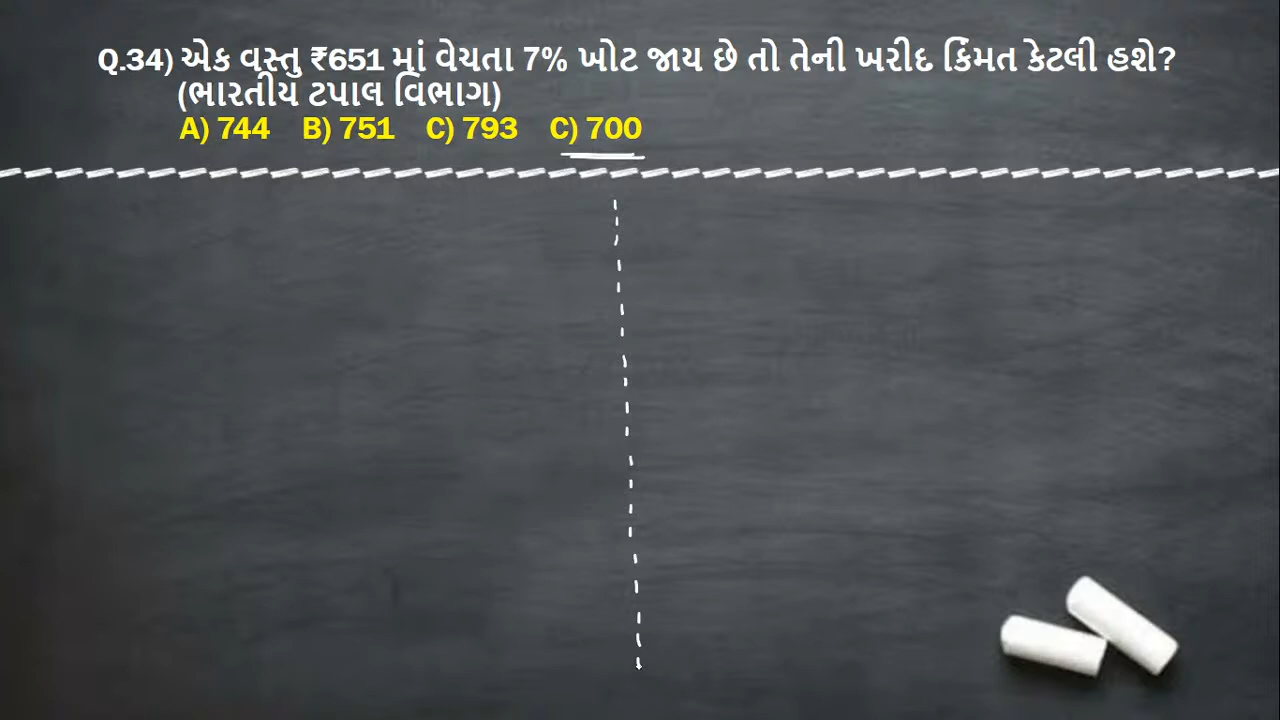 Q.34) એક વસ્તુ ₹651 માં વેચતા 7% ખોટ જાય છે તો તેની ખરીદ કિંમત કેટલી હશે?
(ભારતીય ટપાલ વિભાગ)
A) 744 B) 751 C) 793 C) 700